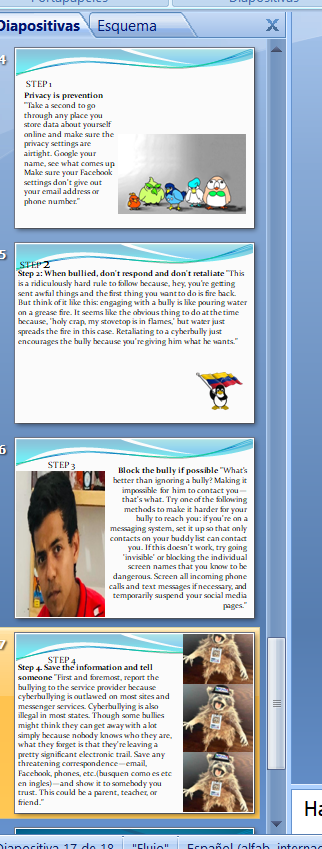 Portapapeles
Diapositivas
Diapositivas
Esquema
4
STEP 1
Privacy is prevention
"Take a second to go
through any place you
store data about yourself
online and make sure the
privacy settings are
airtight. Google your
name, see what comes up.
Make sure your Facebook
settings don't give out
your email address or
phone number."
5
STEP 2
Step 2: When bullied, don't respond and don't retaliate "This
is a ridiculously hard rule to follow because, hey, you're getting
sent awful things and the first thing you want to do is fire back.
But think of it like this: engaging with a bully is like pouring water
on a grease fire. It seems like the obvious thing to do at the time
because, 'holy crap, my stovetop is in flames,' but water just
spreads the fire in this case. Retaliating to a cyberbully just
encourages the bully because you're giving him what he wants."
6
STEP 3
Block the bully if possible "What's
better than ignoring a bully? Making it
impossible for him to contact you—
that's what. Try one of the following
methods to make it harder for your
bully to reach you: if you're on a
messaging system, set it up so that only
contacts on your buddy list can contact
you. If this doesn't work, try going
'invisible' or blocking the individual
screen names that you know to be
dangerous. Screen all incoming phone
calls and text messages if necessary, and
temporarily suspend your social media
pages."
7
STEP 4
Step 4. Save the information and tell
someone "First and foremost, report the
bullying to the service provider because
cyberbullying is outlawed on most sites and
messenger services. Cyberbullying is also
illegal in most states. Though some bullies
might think they can get away with a lot
simply because nobody knows who they are,
what they forget is that they're leaving a
pretty significant electronic trail. Save any
threatening correspondence—email,
Facebook, phones, etc.(busquen como es etc
en ingles)—and show it to somebody you
trust. This could be a parent, teacher, or
friend."
Ha
Diapositiva 17 de 18
"Flujo"
Español (alfab. internac